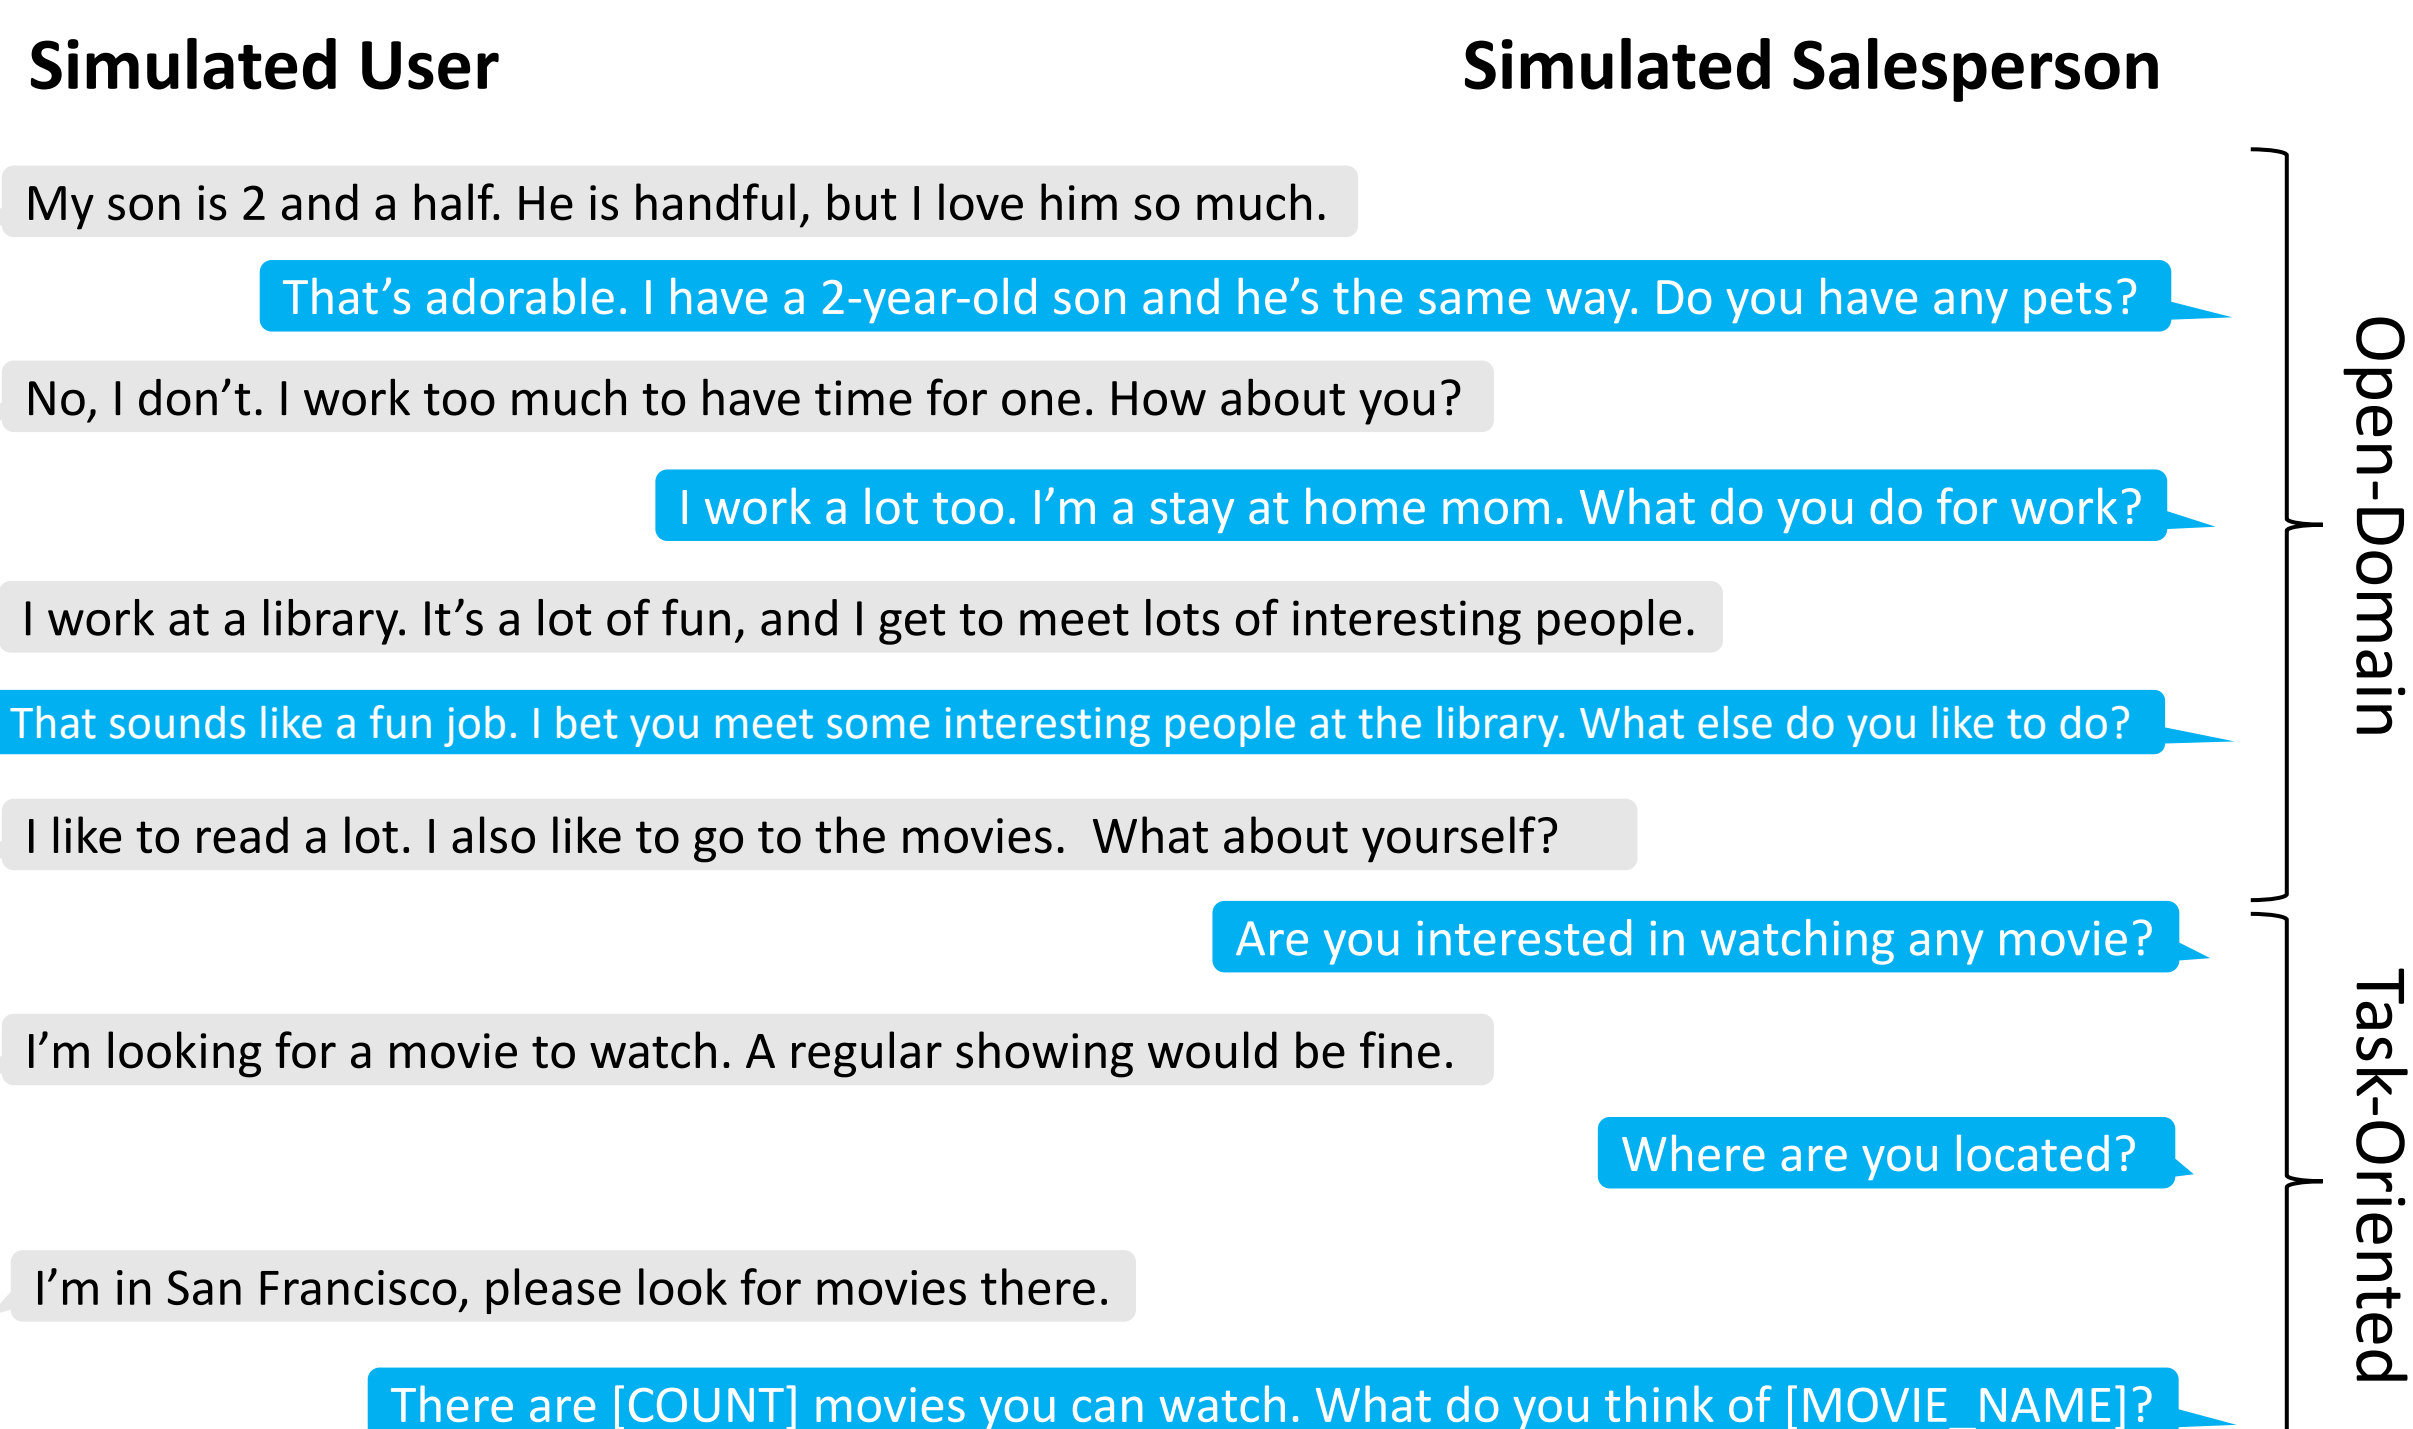 Simulated User
Simulated Salesperson
My son is 2 and a half. He is handful, but I love him so much.
That’s adorable. I have a 2-year-old son and he’s the same way. Do you have any pets?
No, I don’t. I work too much to have time for one. How about you?
I work a lot too. I’m a stay at home mom. What do you do for work?
I work at a library. It’s a lot of fun, and I get to meet lots of interesting people.
That sounds like a fun job. I bet you meet some interesting people at the library. What else do you like to do?
I like to read a lot. I also like to go to the movies.  What about yourself?
Open-Domain
Are you interested in watching any movie?
I’m looking for a movie to watch. A regular showing would be fine.
Where are you located?
I’m in San Francisco, please look for movies there.
There are [COUNT] movies you can watch. What do you think of [MOVIE_NAME]?
Task-Oriented